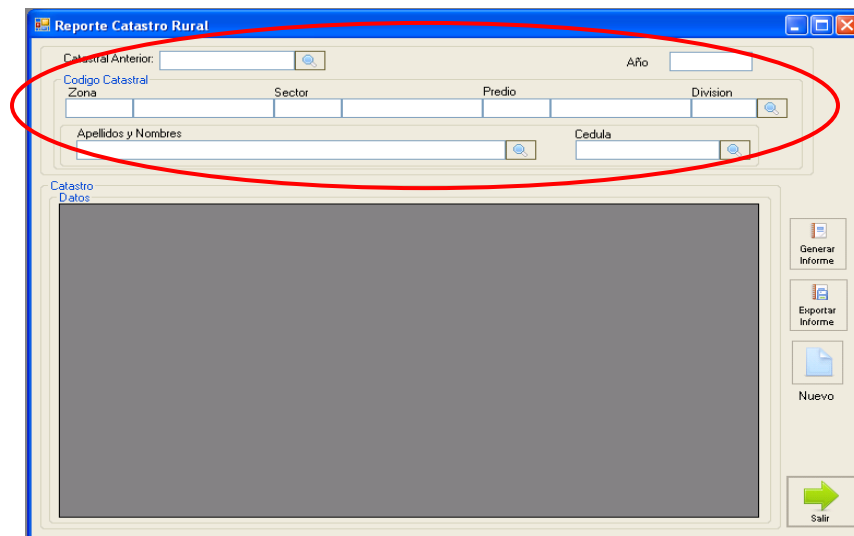 Reporte Catastro Rural
Catastral Anterior: Año
Codigo Catastral
Zona Sector Predio Division
Apellidos y Nombres Cedula
Catastro
Datos
Generar
Informe
Exportar
Informe
Nuevo
Salir